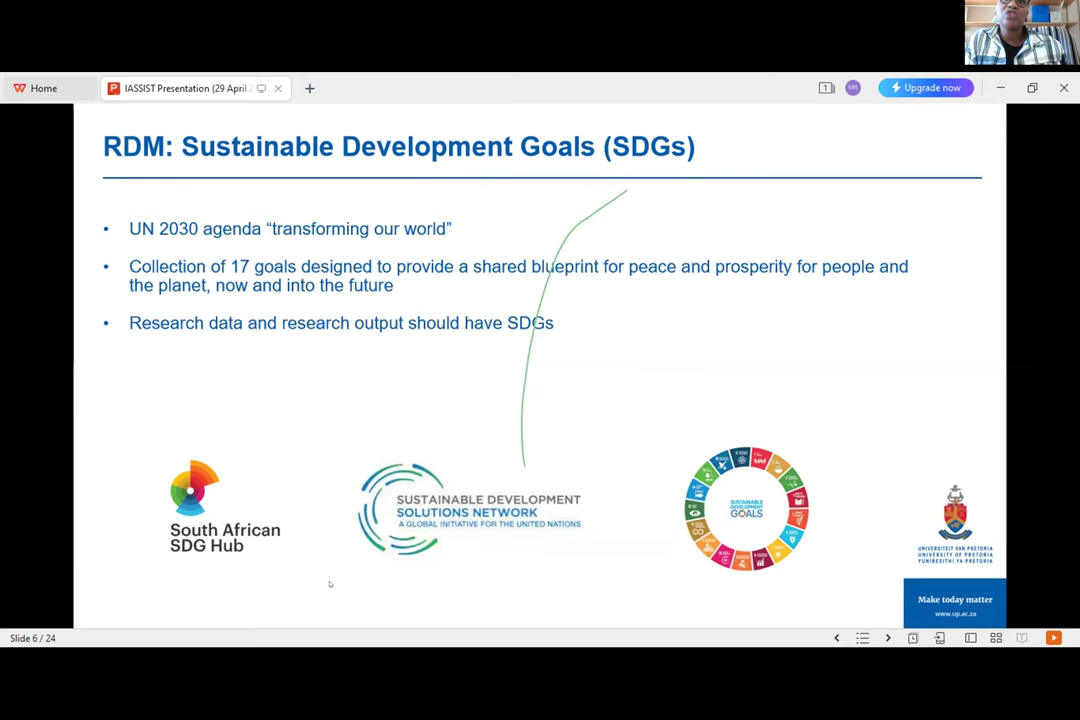 Home
IASSIST Presentation (29 April
1
MR
Upgrade now
RDM: Sustainable Development Goals (SDGs)
• UN 2030 agenda “transforming our world”
• Collection of 17 goals designed to provide a shared blueprint for peace and prosperity for people and
the planet, now and into the future
• Research data and research output should have SDGs
South African
SDG Hub
SUSTAINABLE DEVELOPMENT
SOLUTIONS NETWORK
A GLOBAL INITIATIVE FOR THE UNITED NATIONS
SUSTAINABLE
DEVELOPMENT
GOALS
UNIVERSITEIT VAN PRETORIA
UNIVERSITY OF PRETORIA
YUNIBESITHI YA PRETORIA
Make today matter
www.up.ac.za
Slide 6 / 24